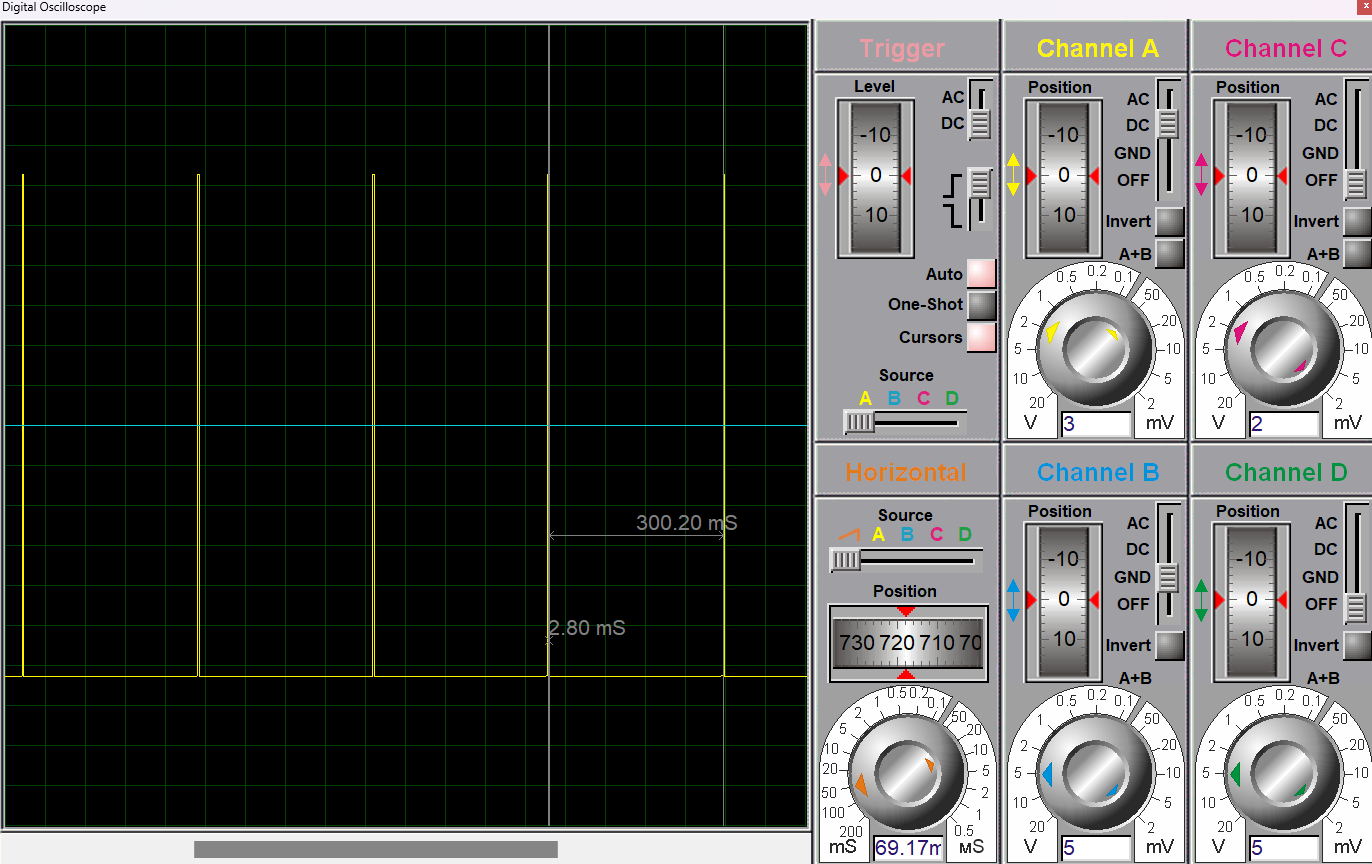 Digital Oscilloscope
300.20 mS
2.80 mS
Trigger
Level
AC
DC
-10
0
10
Auto
One-Shot
Cursors
Source
A B C D
Channel A
Position
AC
DC
GND
OFF
-10
0
10
Invert
A+B
20 10 5 2 1 0.5 0.2 0.1 50 20 10 5 2
V
3
mV
Channel C
Position
AC
DC
GND
OFF
-10
0
10
Invert
A+B
20 10 5 2 1 0.5 0.2 0.1 50 20 10 5 2
V
2
mV
Horizontal
Source
A B C D
Position
730 720 710 70
200 100 50 20 10 5 2 1 0.5 0.2 0.1 50 20 10 5 2 1 0.5
mS
69.17m
мS
Channel B
Position
AC
DC
GND
OFF
-10
0
10
Invert
A+B
20 10 5 2 1 0.5 0.2 0.1 50 20 10 5 2
V
5
mV
Channel D
Position
AC
DC
GND
OFF
-10
0
10
Invert
A+B
20 10 5 2 1 0.5 0.2 0.1 50 20 10 5 2
V
5
mV